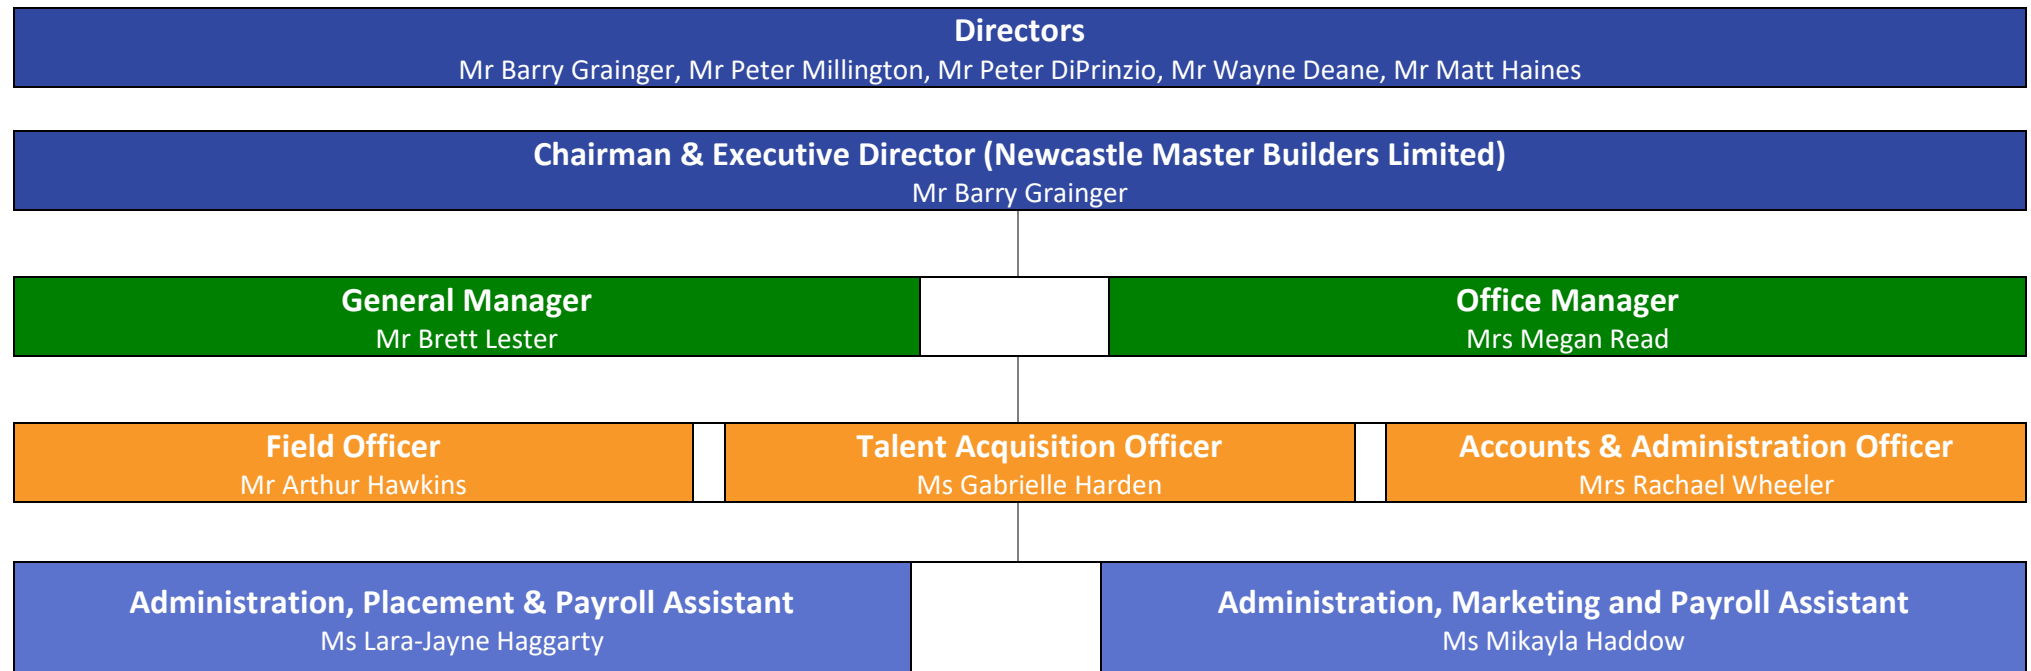 Directors
Mr Barry Grainger, Mr Peter Millington, Mr Peter DiPrinzio, Mr Wayne Deane, Mr Matt Haines
Chairman & Executive Director (Newcastle Master Builders Limited)
Mr Barry Grainger
General Manager
Mr Brett Lester
Office Manager
Mrs Megan Read
Field Officer
Mr Arthur Hawkins
Talent Acquisition Officer
Ms Gabrielle Harden
Accounts & Administration Officer
Mrs Rachael Wheeler
Administration, Placement & Payroll Assistant
Ms Lara-Jayne Haggarty
Administration, Marketing and Payroll Assistant
Ms Mikayla Haddow